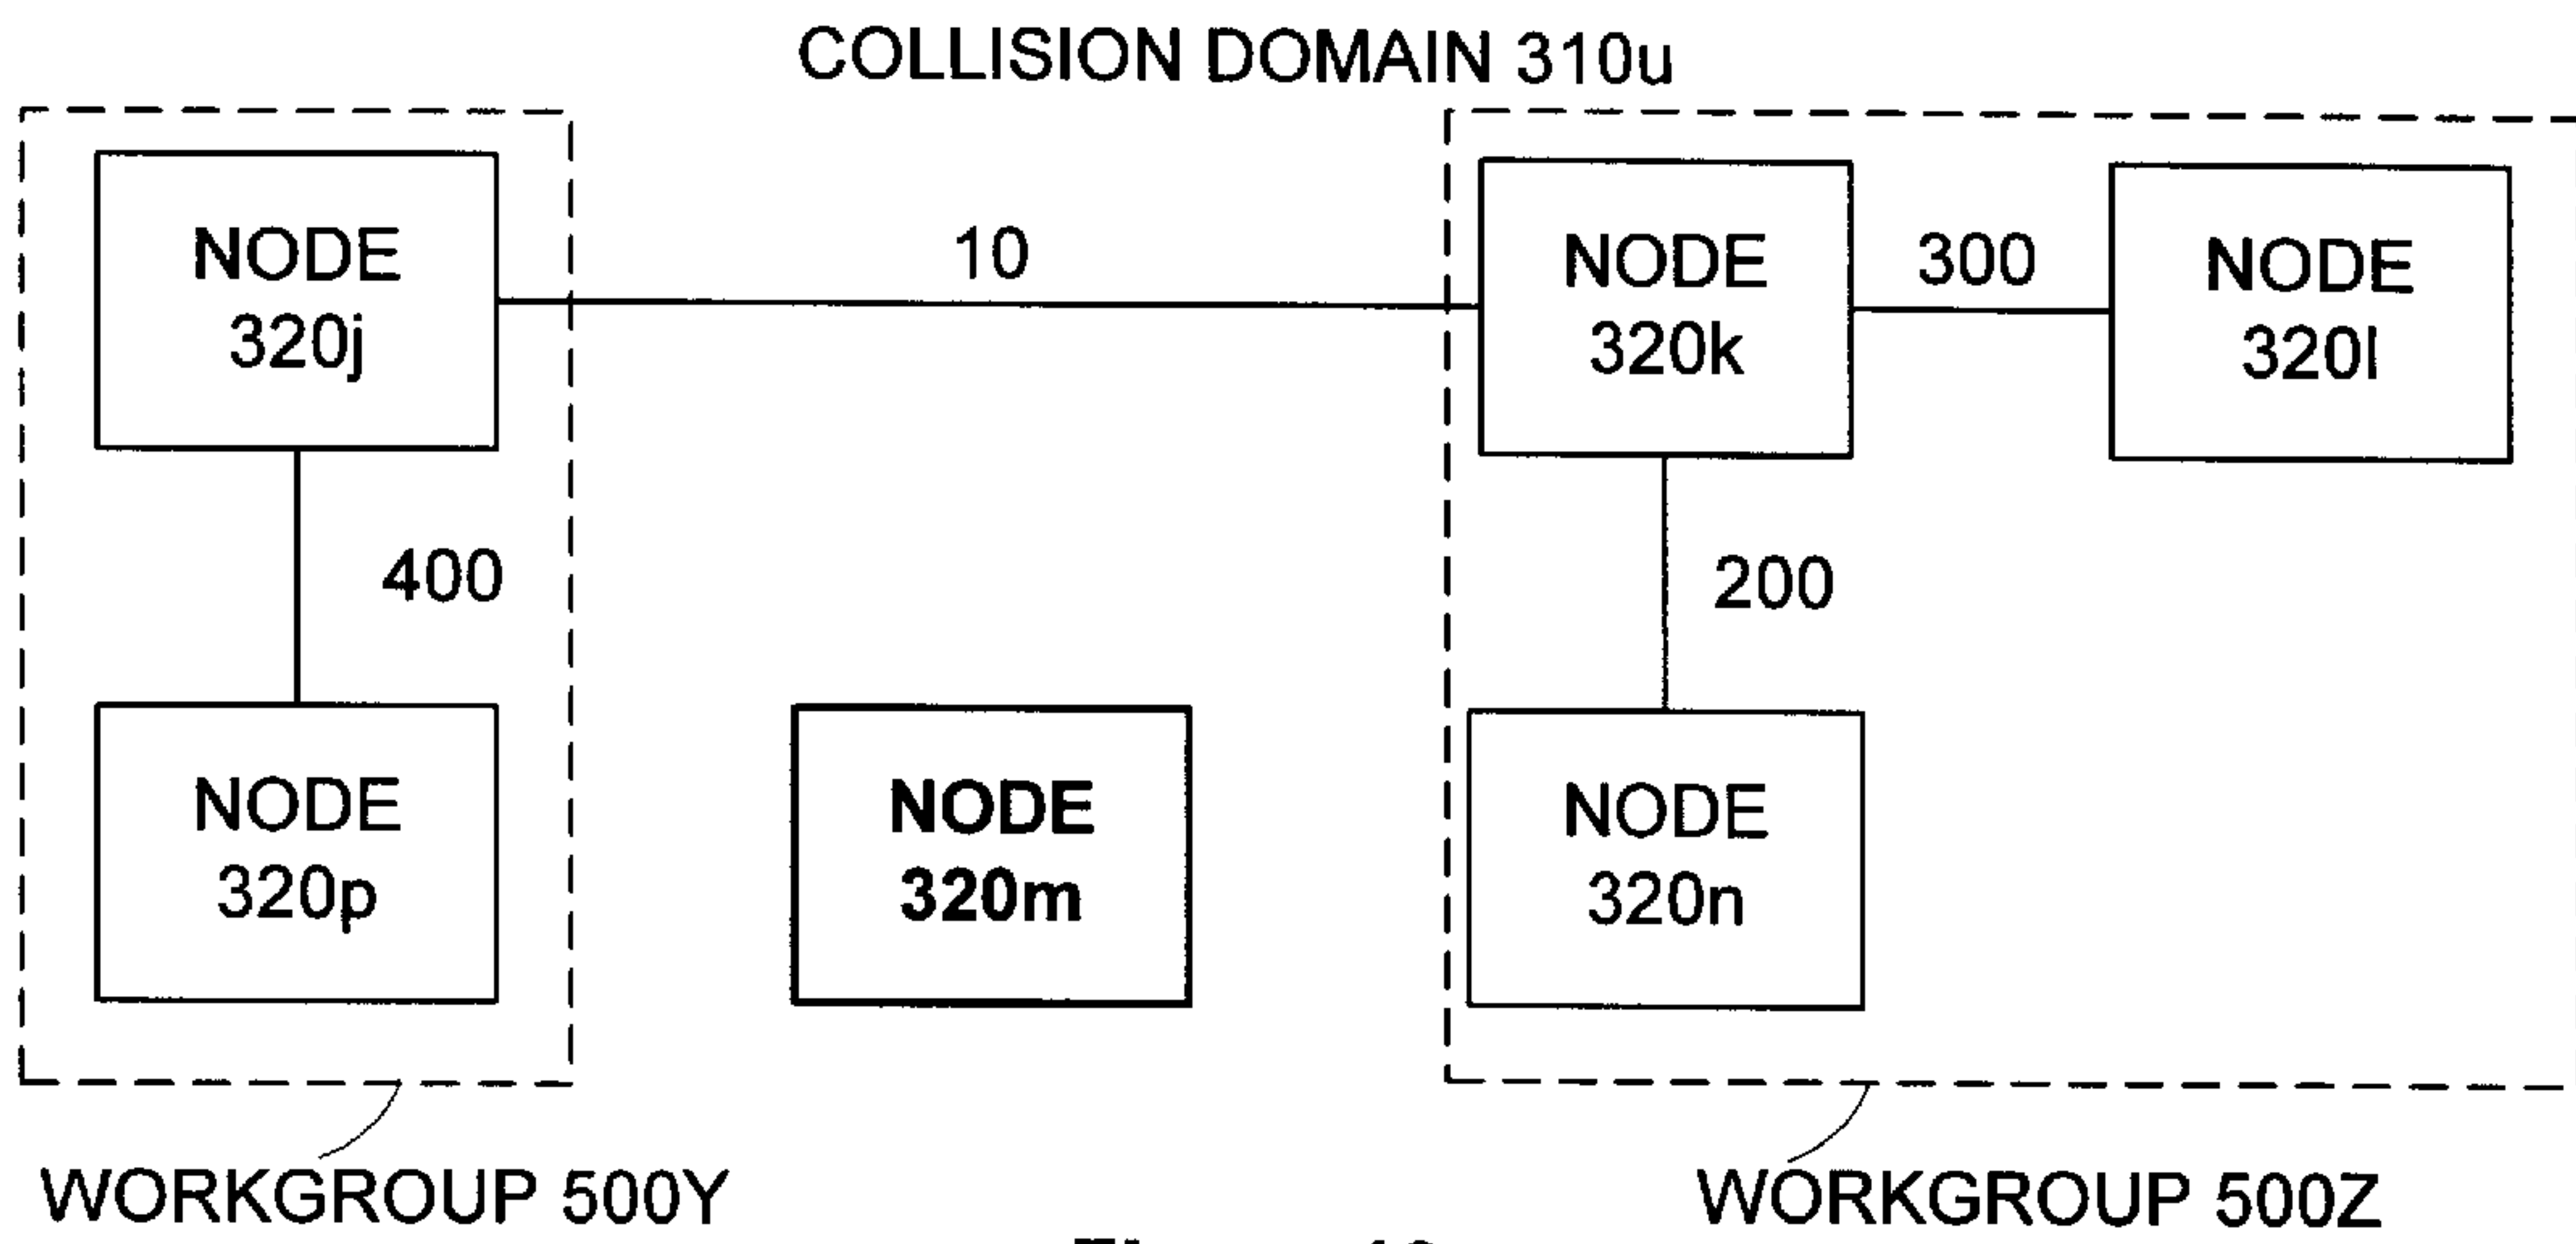 COLLISION DOMAIN 310u
NODE
320j
10
NODE
320k
300
NODE
320l
400
200
NODE
320p
NODE
320m
NODE
320n
WORKGROUP 500Y
WORKGROUP 500Z